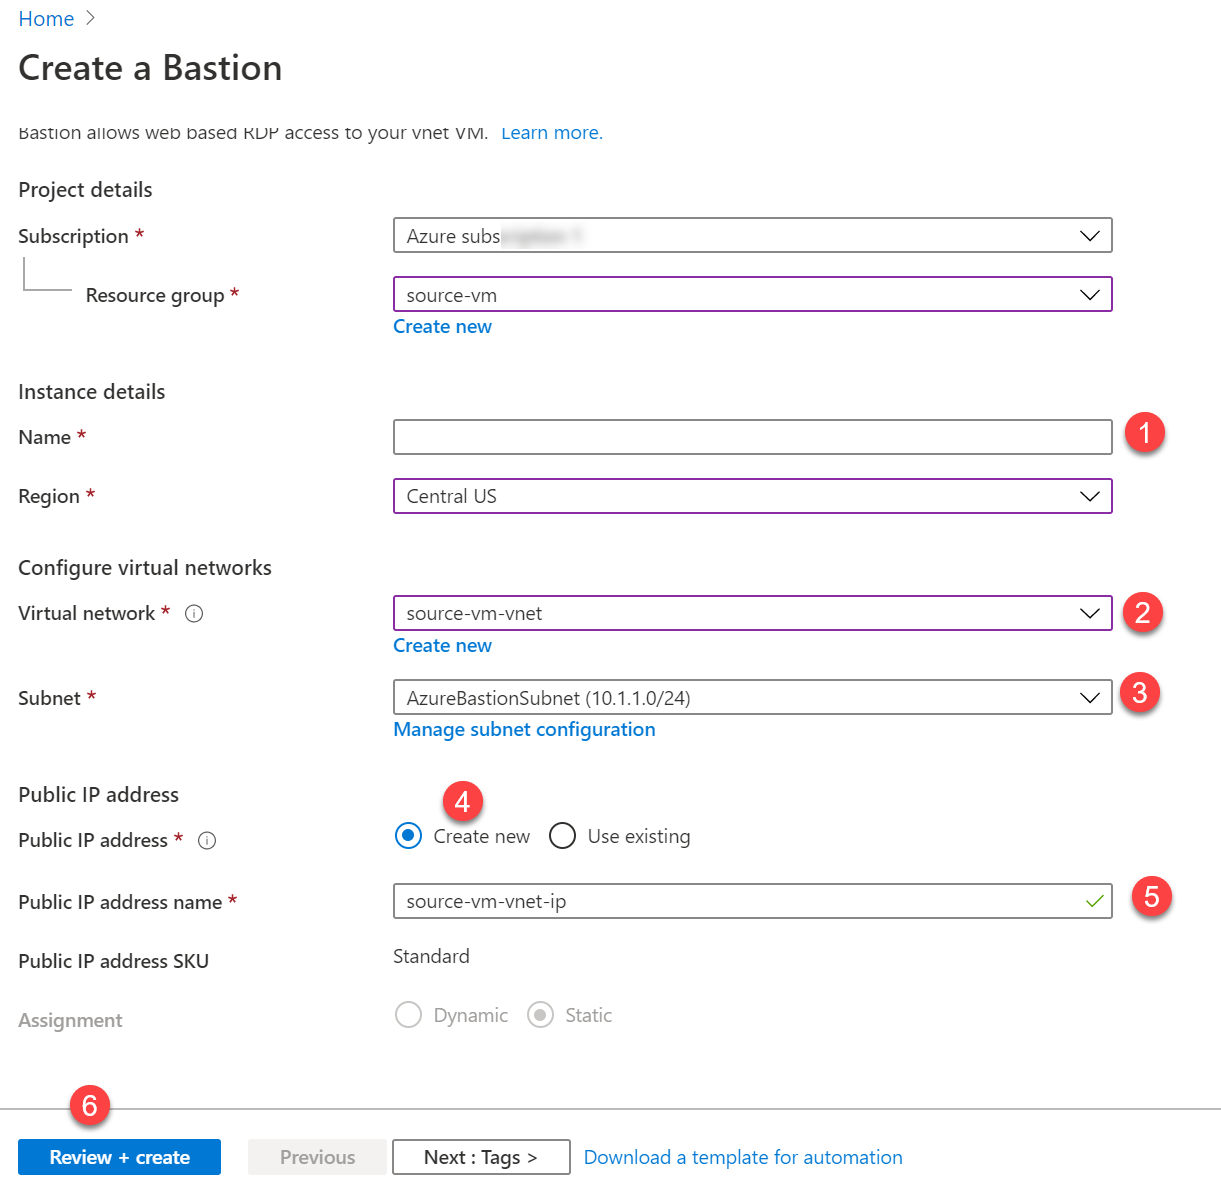 Home >
Create a Bastion
Bastion allows web based RDP access to your vnet VM. Learn more.
Project details
Subscription *
Azure subs
Resource group *
source-vm
Create new
Instance details
Name *
1
Region *
Central US
Configure virtual networks
Virtual network *
source-vm-vnet
2
Create new
Subnet *
AzureBastionSubnet (10.1.1.0/24)
3
Manage subnet configuration
Public IP address
4
Public IP address *
Create new Use existing
Public IP address name *
source-vm-vnet-ip
5
Public IP address SKU
Standard
Assignment
Dynamic Static
6
Review + create Previous Next : Tags > Download a template for automation